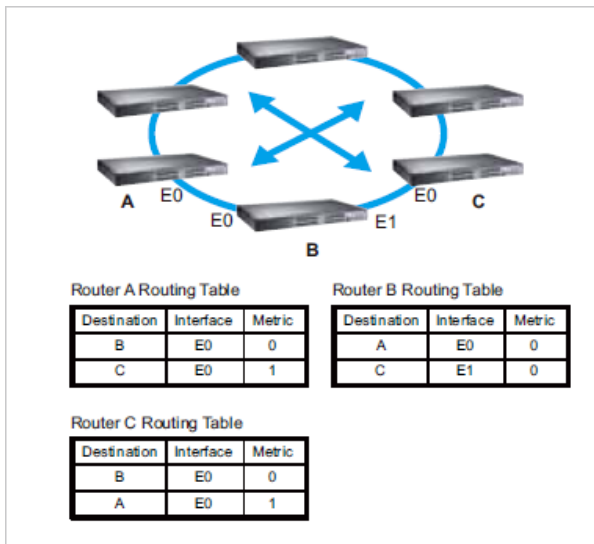 A
E0
E0
B
E1
E0
C
Router A Routing Table
Destination Interface Metric
B E0 0
C E0 1
Router B Routing Table
Destination Interface Metric
A E0 0
C E1 0
Router C Routing Table
Destination Interface Metric
B E0 0
A E0 1